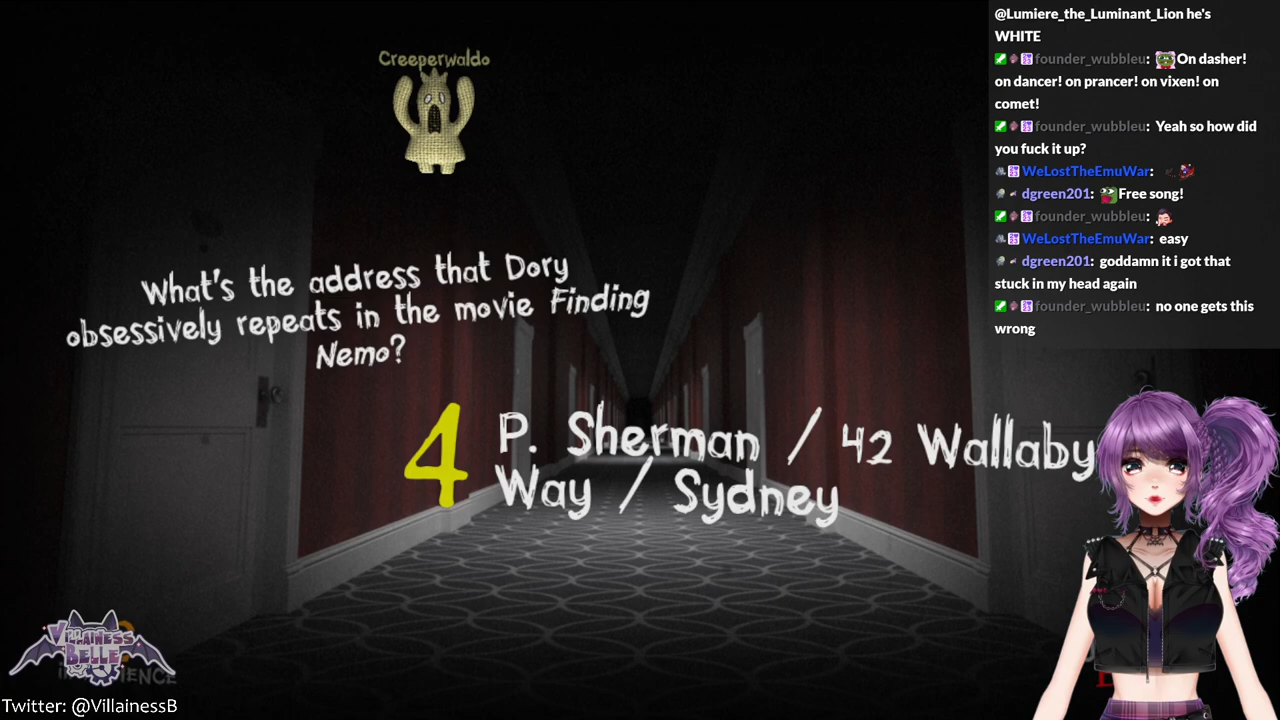 Creeperwaldo
What's the address that Dory
obsessively repeats in the movie Finding
Nemo?
4
P. Sherman / 42 Wallaby
Way / Sydney
@Lumiere_the_Luminant_Lion he's
WHITE
founder_wubbleu: On dasher!
on dancer! on prancer! on vixen! on
comet!
founder_wubbleu: Yeah so how did
you fuck it up?
WeLostTheEmuWar:
dgreen201: Free song!
founder_wubbleu:
WeLostTheEmuWar: easy
dgreen201: goddamn it i got that
stuck in my head again
founder_wubbleu: no one gets this
wrong
VILLAINESS
BELLE
Twitter: @VillainessB